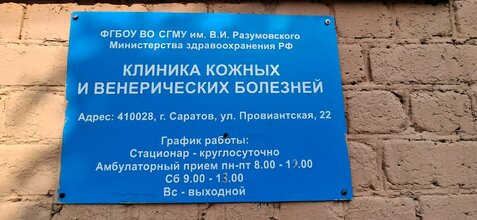 ФГБОУ ВО СГМУ им. В.И. Разумовского
Министерства здравоохранения РФ
КЛИНИКА КОЖНЫХ
И ВЕНЕРИЧЕСКИХ БОЛЕЗНЕЙ
Адрес: 410028, г. Саратов, ул. Провиантская, 22
График работы:
Стационар - круглосуточно
Амбулаторный прием пн-пт 8.00 - 19.00
Сб 9.00 - 13.00
Вс - выходной